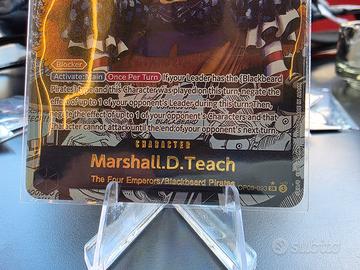 Blocker
Activate:Main Once Per Turn If your Leader has the {Blackbeard
Pirates} type and this Character was played on this turn, negate the
effect of up to 1 of your opponent's Leader during this turn. Then,
negate the effect of up to 1 of your opponent's Characters and that
Character cannot attack until the end of your opponent's next turn.
CHARACTER
Marshall.D.Teach
The Four Emperors/Blackbeard Pirates
OP09-093
subito